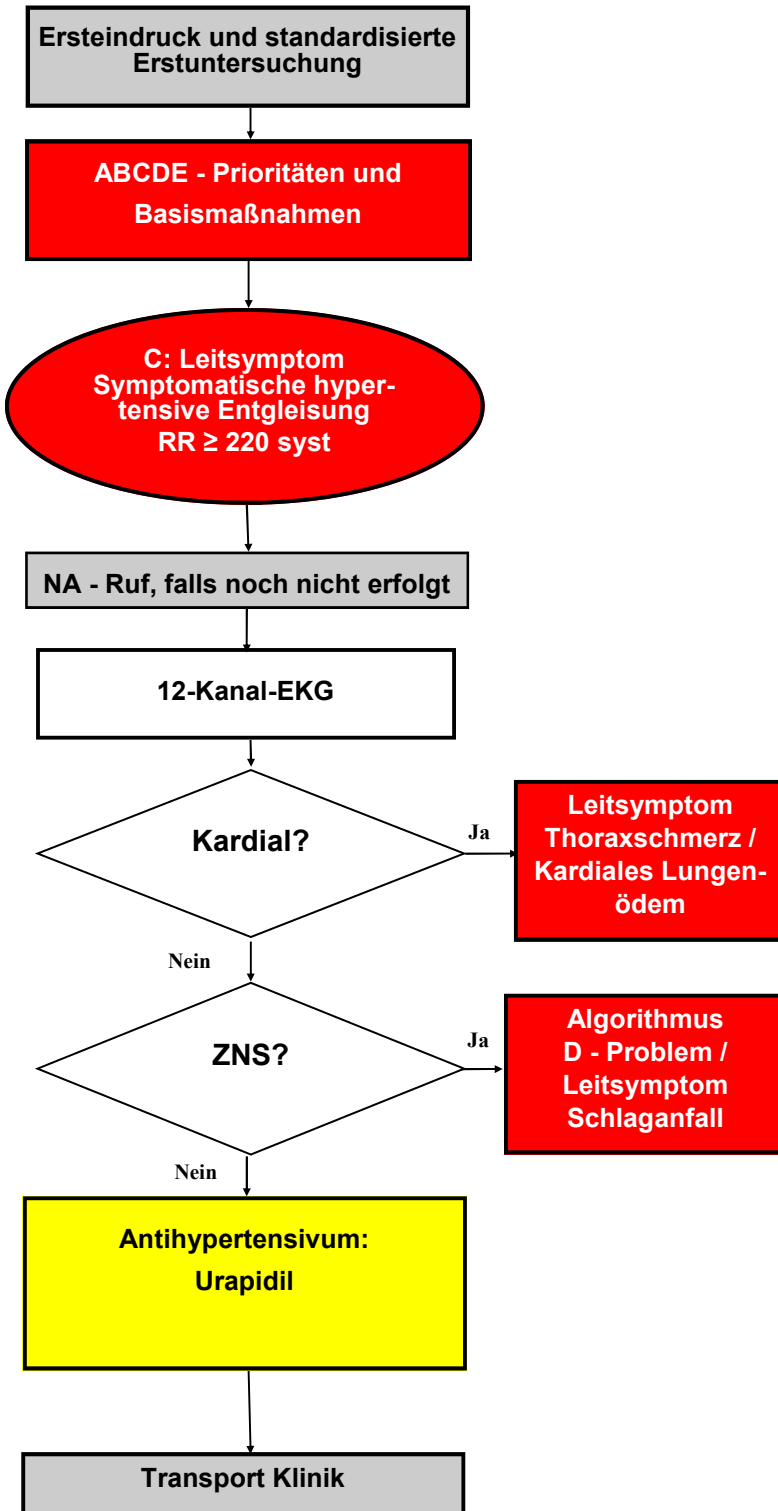 Ersteindruck und standardisierte
Erstuntersuchung
ABCDE - Prioritäten und
Basismaßnahmen
C: Leitsymptom
Symptomatische hyper-
tensive Entgleisung
RR ≥ 220 syst
NA - Ruf, falls noch nicht erfolgt
12-Kanal-EKG
Kardial?
Ja
Leitsymptom
Thoraxschmerz /
Kardiales Lungen-
ödem
Nein
ZNS?
Ja
Algorithmus
D - Problem /
Leitsymptom
Schlaganfall
Nein
Antihypertensivum:
Urapidil
Transport Klinik